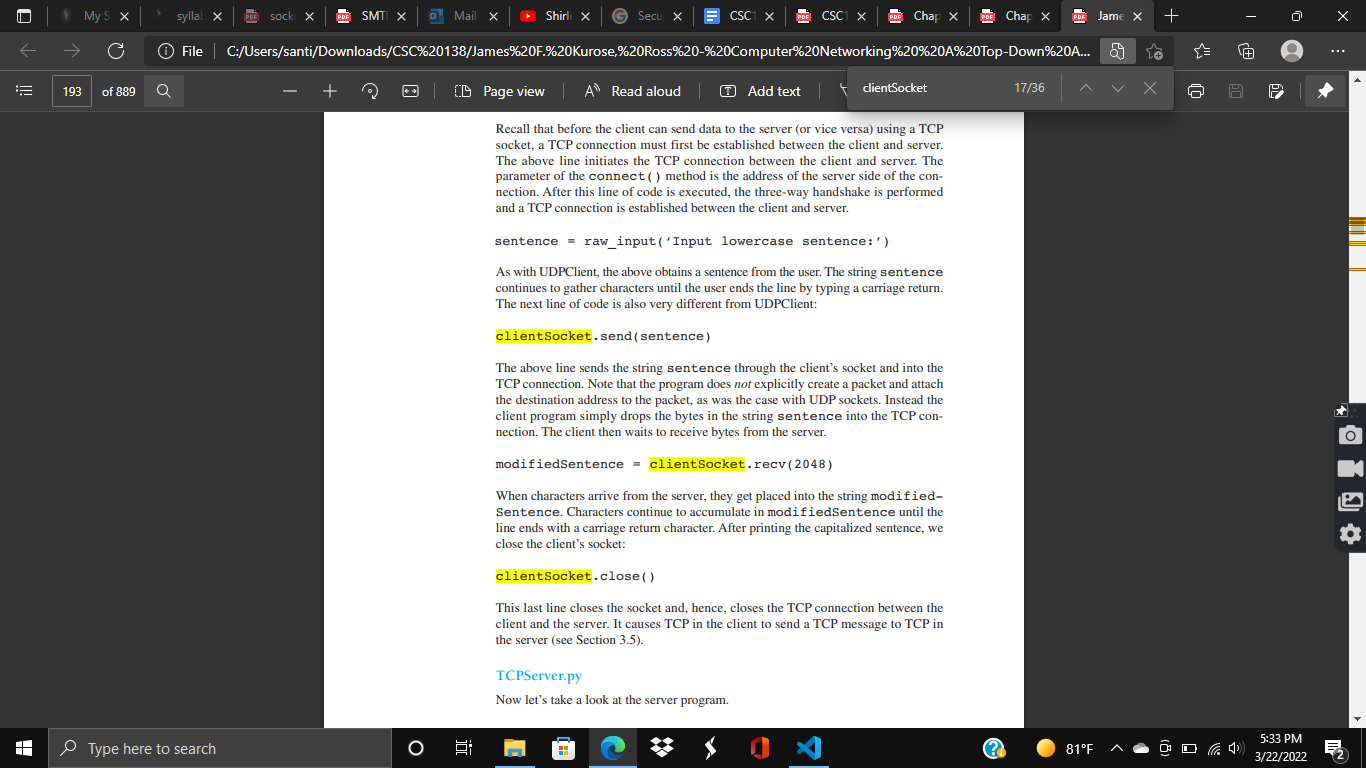 My S
syllal
sock
SMTI
Mail
Shirl
Secu
CSC1
CSC1
Chap
Chap
Jame
File
C:/Users/santi/Downloads/CSC%20138/James%20F.%20Kurose,%20Ross%20-%20Computer%20Networking%20%20A%20Top-Down%20A...
193 of 889
Page view
Read aloud
Add text
clientSocket 17/36
Recall that before the client can send data to the server (or vice versa) using a TCP
socket, a TCP connection must first be established between the client and server.
The above line initiates the TCP connection between the client and server. The
parameter of the connect() method is the address of the server side of the con-
nection. After this line of code is executed, the three-way handshake is performed
and a TCP connection is established between the client and server.
sentence = raw_input(‘Input lowercase sentence:’)
As with UDPClient, the above obtains a sentence from the user. The string sentence
continues to gather characters until the user ends the line by typing a carriage return.
The next line of code is also very different from UDPClient:
clientSocket.send(sentence)
The above line sends the string sentence through the client’s socket and into the
TCP connection. Note that the program does not explicitly create a packet and attach
the destination address to the packet, as was the case with UDP sockets. Instead the
client program simply drops the bytes in the string sentence into the TCP con-
nection. The client then waits to receive bytes from the server.
modifiedSentence = clientSocket.recv(2048)
When characters arrive from the server, they get placed into the string modified-
Sentence. Characters continue to accumulate in modifiedSentence until the
line ends with a carriage return character. After printing the capitalized sentence, we
close the client’s socket:
clientSocket.close()
This last line closes the socket and, hence, closes the TCP connection between the
client and the server. It causes TCP in the client to send a TCP message to TCP in
the server (see Section 3.5).
TCPServer.py
Now let’s take a look at the server program.
Type here to search
81°F
5:33 PM
3/22/2022
2